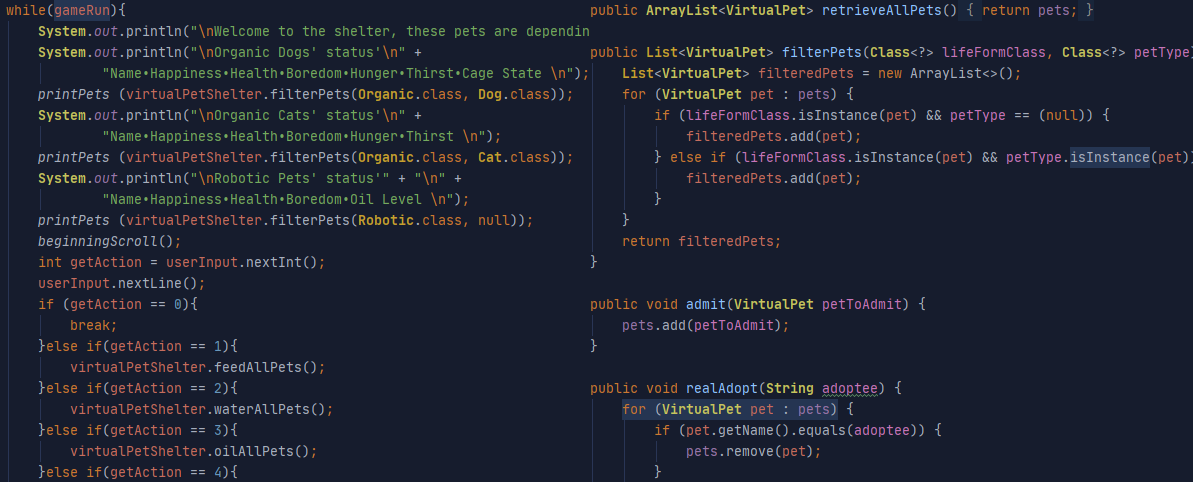 while(gameRun){
System.out.println("\nWelcome to the shelter, these pets are dependin
System.out.println("\nOrganic Dogs' status'\n" +
"Name•Happiness•Health•Boredom•Hunger•Thirst•Cage State \n");
printPets (virtualPetShelter.filterPets(Organic.class, Dog.class));
System.out.println("\nOrganic Cats' status'\n" +
"Name•Happiness•Health•Boredom•Hunger•Thirst \n");
printPets (virtualPetShelter.filterPets(Organic.class, Cat.class));
System.out.println("\nRobotic Pets' status'" + "\n" +
"Name•Happiness•Health•Boredom•Oil Level \n");
printPets (virtualPetShelter.filterPets(Robotic.class, null));
beginningScroll();
int getAction = userInput.nextInt();
userInput.nextLine();
if (getAction == 0){
break;
}else if(getAction == 1){
virtualPetShelter.feedAllPets();
}else if(getAction == 2){
virtualPetShelter.waterAllPets();
}else if(getAction == 3){
virtualPetShelter.oilAllPets();
}else if(getAction == 4){
public ArrayList<VirtualPet> retrieveAllPets() { return pets; }
public List<VirtualPet> filterPets(Class<?> lifeFormClass, Class<?> petType)
List<VirtualPet> filteredPets = new ArrayList<>();
for (VirtualPet pet : pets) {
if (lifeFormClass.isInstance(pet) && petType == (null)) {
filteredPets.add(pet);
} else if (lifeFormClass.isInstance(pet) && petType.isInstance(pet))
filteredPets.add(pet);
}
}
return filteredPets;
}
public void admit(VirtualPet petToAdmit) {
pets.add(petToAdmit);
}
public void realAdopt(String adoptee) {
for (VirtualPet pet : pets) {
if (pet.getName().equals(adoptee)) {
pets.remove(pet);
}